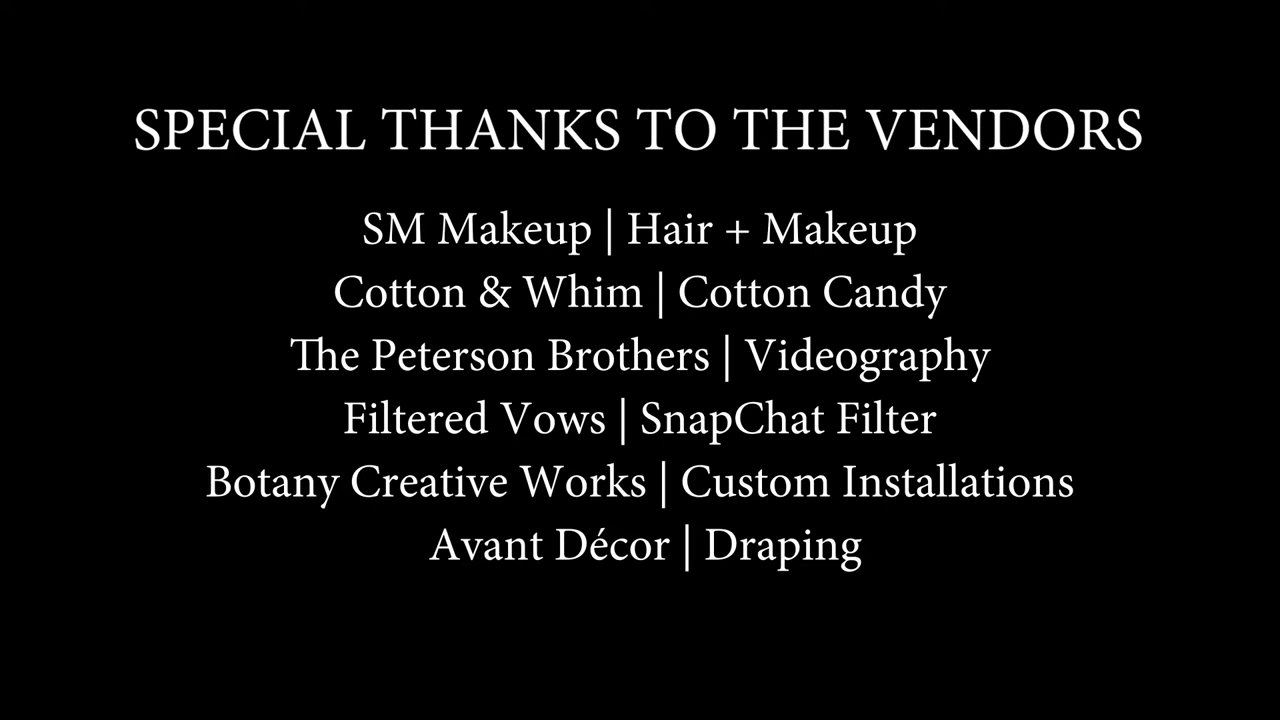 SPECIAL THANKS TO THE VENDORS
SM Makeup | Hair + Makeup
Cotton & Whim | Cotton Candy
The Peterson Brothers | Videography
Filtered Vows | SnapChat Filter
Botany Creative Works | Custom Installations
Avant Décor | Draping